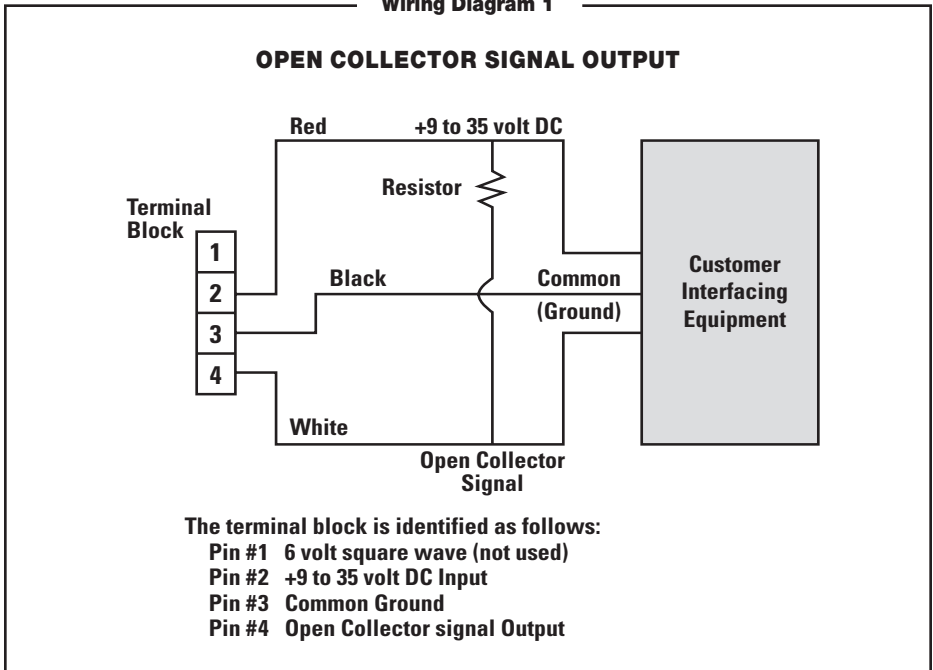 Wiring Diagram 1
OPEN COLLECTOR SIGNAL OUTPUT
Red
+9 to 35 volt DC
Resistor
Terminal
Block
1
2
3
4
Black
Common
(Ground)
Customer
Interfacing
Equipment
White
Open Collector
Signal
The terminal block is identified as follows:
Pin #1 6 volt square wave (not used)
Pin #2 +9 to 35 volt DC Input
Pin #3 Common Ground
Pin #4 Open Collector signal Output